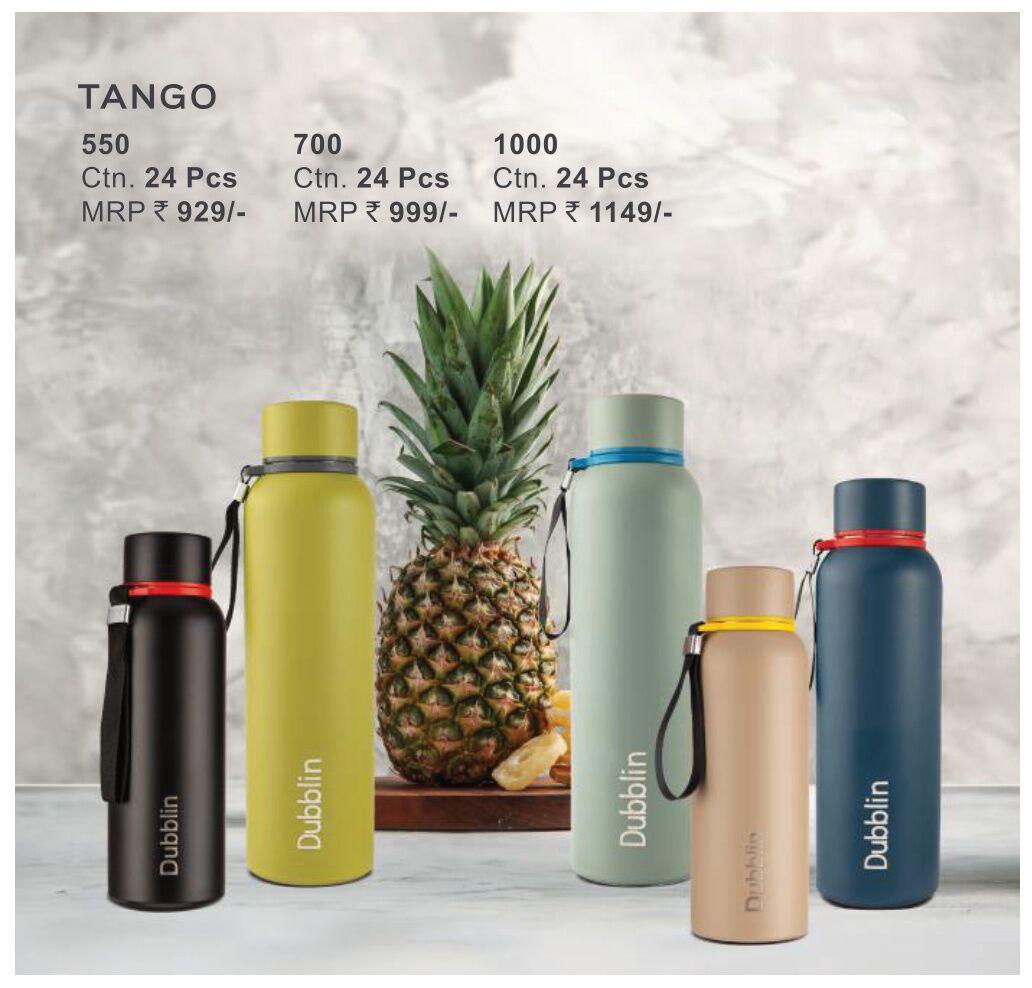 TANGO
550
Ctn. 24 Pcs
MRP ₹ 929/-
700
Ctn. 24 Pcs
MRP ₹ 999/-
1000
Ctn. 24 Pcs
MRP ₹ 1149/-
Dubblin
Dubblin
Dubblin
Dubblin
Dubblin